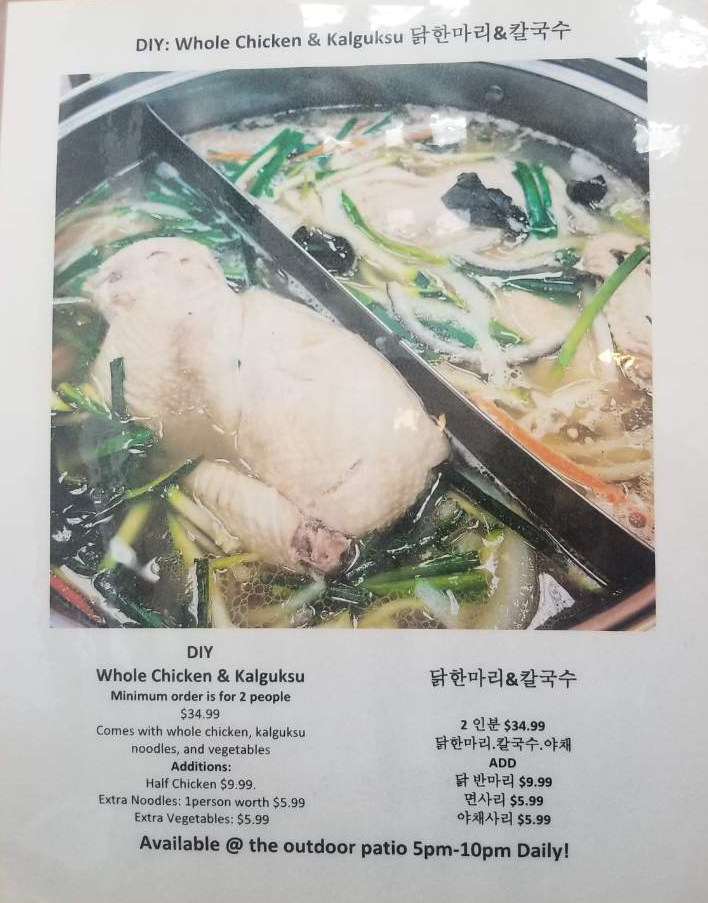 DIY: Whole Chicken & Kalguksu 닭한마리&칼국수
DIY
Whole Chicken & Kalguksu
Minimum order is for 2 people
$34.99
Comes with whole chicken, kalguksu
noodles, and vegetables
Additions:
Half Chicken $9.99.
Extra Noodles: 1person worth $5.99
Extra Vegetables: $5.99
닭한마리&칼국수
2 인분 $34.99
닭한마리.칼국수.야채
ADD
닭 반마리 $9.99
면사리 $5.99
야채사리 $5.99
Available @ the outdoor patio 5pm-10pm Daily!